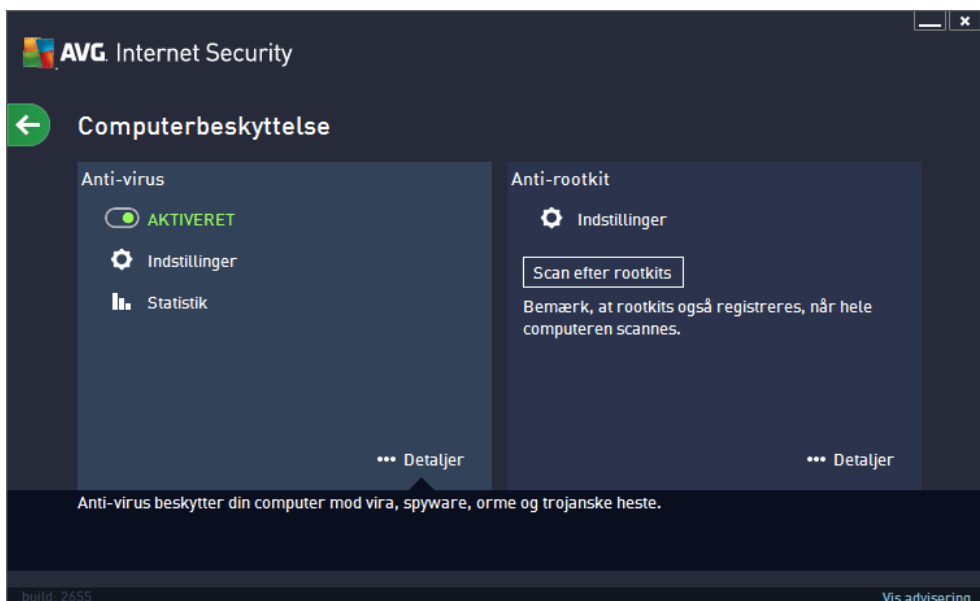 AVG. Internet Security
Computerbeskyttelse
Anti-virus
AKTIVERET
Indstillinger
Statistik
••• Detaljer
Anti-rootkit
Indstillinger
Scan efter rootkits
Bemærk, at rootkits også registreres, når hele
computeren scannes.
••• Detaljer
Anti-virus beskytter din computer mod vira, spyware, orme og trojanske heste.
build- 2655
Vis advisering